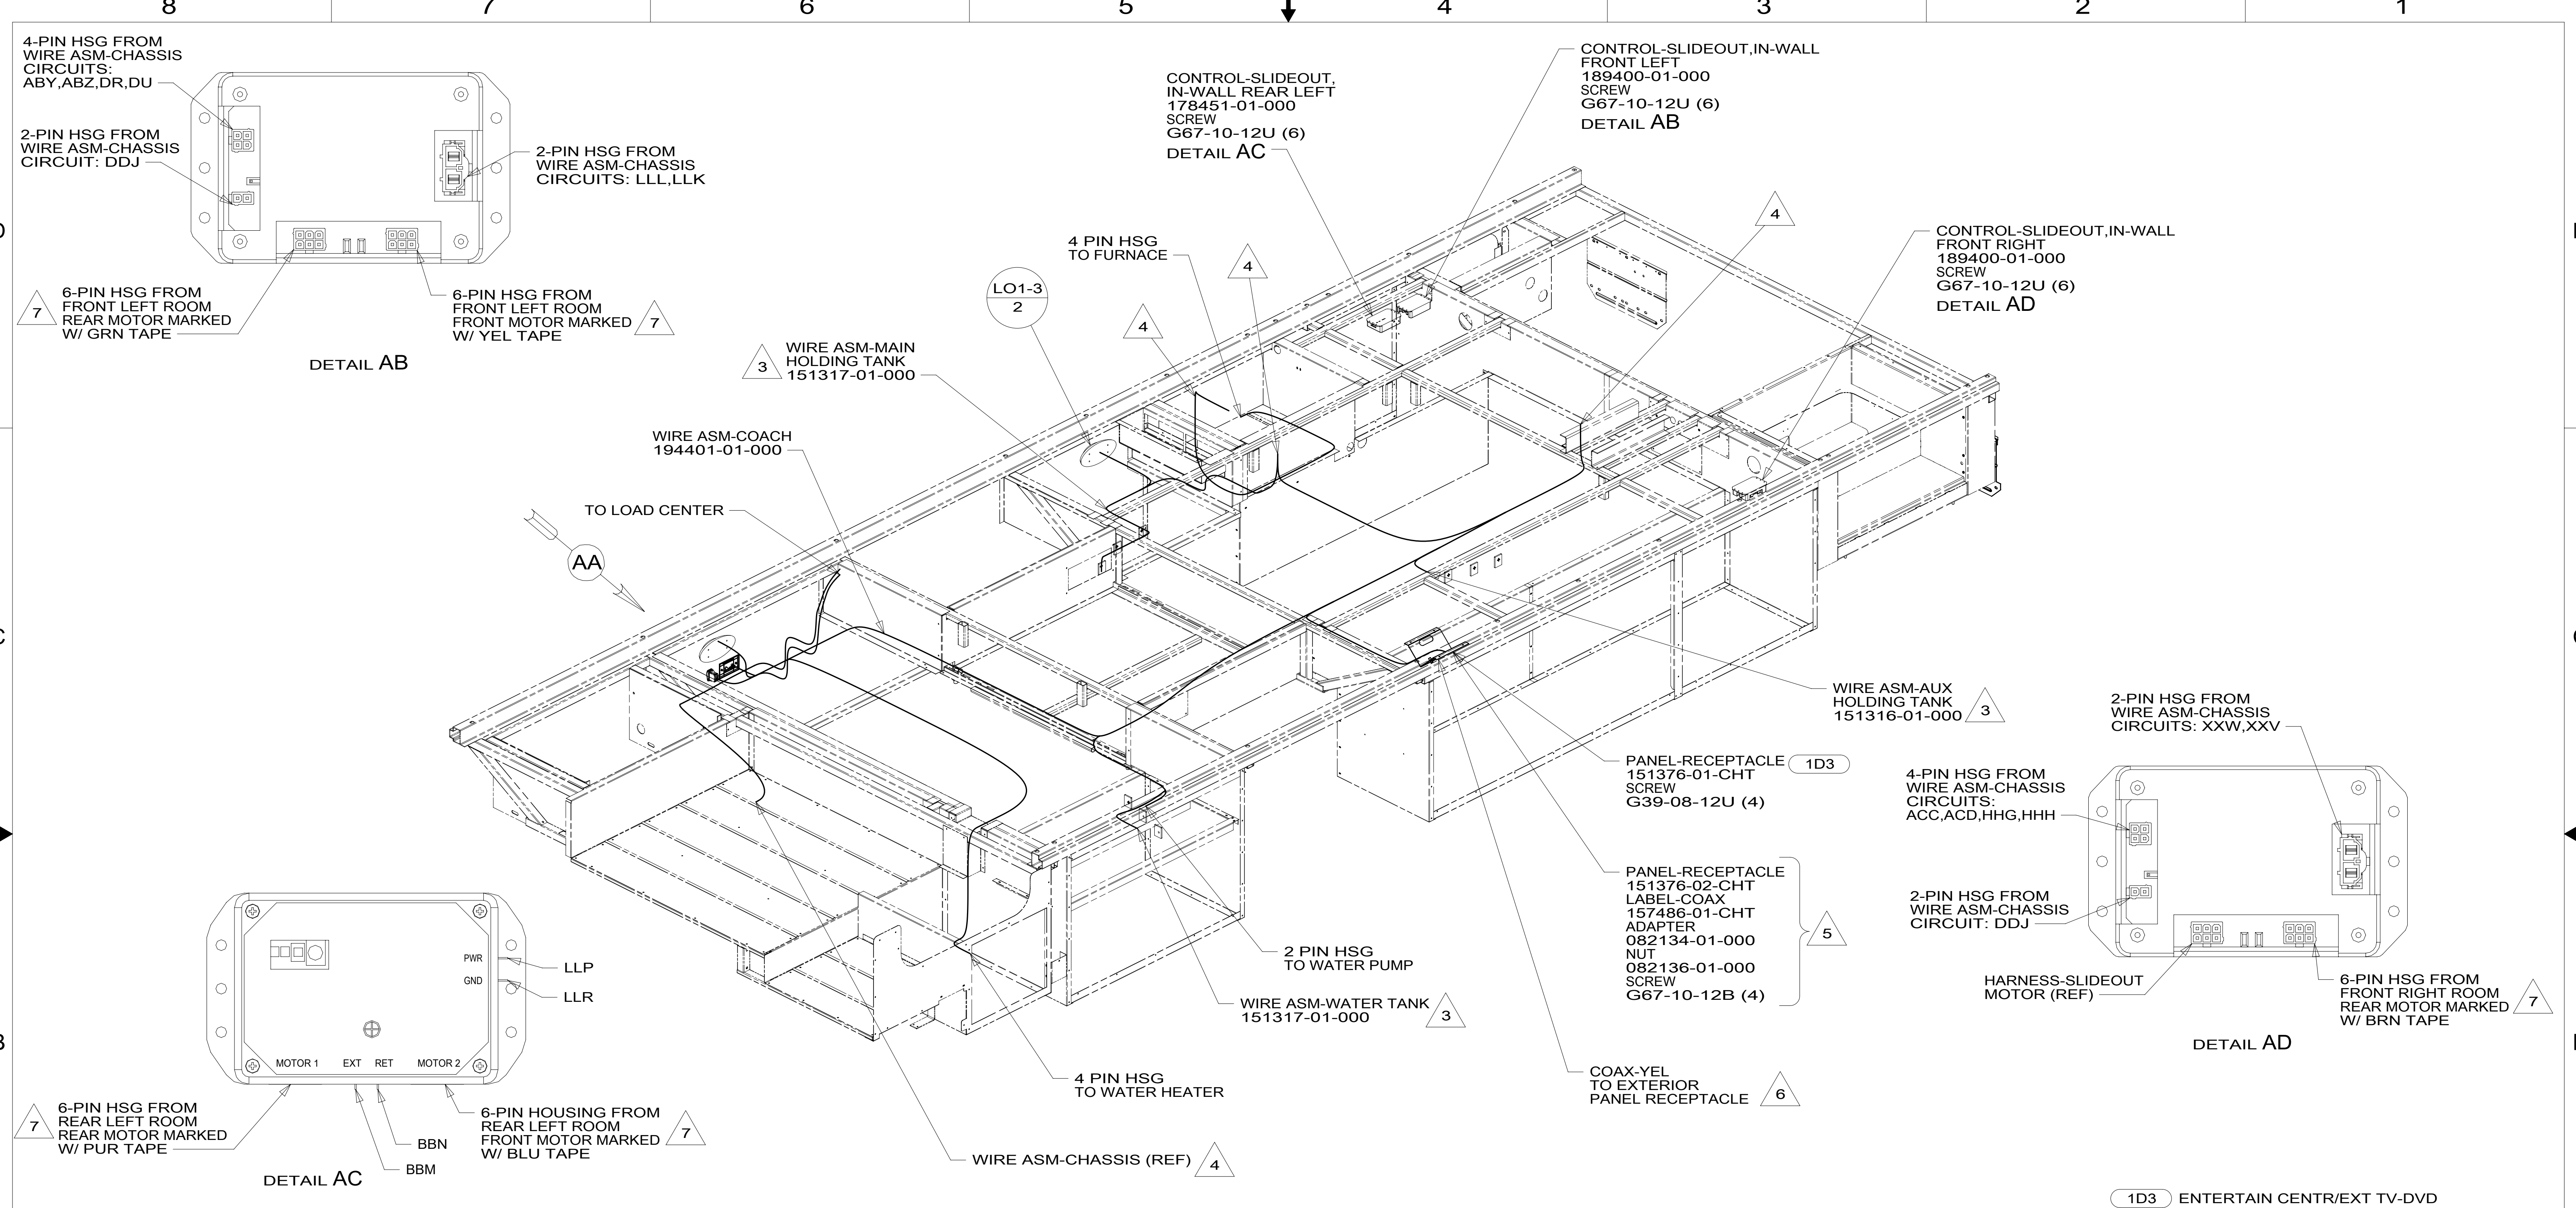 8
7
6
5
4
3
2
1
4-PIN HSG FROM
WIRE ASM-CHASSIS
CIRCUITS:
ABY,ABZ,DR,DU
2-PIN HSG FROM
WIRE ASM-CHASSIS
CIRCUIT: DDJ
2-PIN HSG FROM
WIRE ASM-CHASSIS
CIRCUITS: LLL,LLK
7
6-PIN HSG FROM
FRONT LEFT ROOM
REAR MOTOR MARKED
W/ GRN TAPE
6-PIN HSG FROM
FRONT LEFT ROOM
FRONT MOTOR MARKED
W/ YEL TAPE
7
DETAIL AB
CONTROL-SLIDEOUT,
IN-WALL REAR LEFT
178451-01-000
SCREW
G67-10-12U (6)
DETAIL AC
CONTROL-SLIDEOUT,IN-WALL
FRONT LEFT
189400-01-000
SCREW
G67-10-12U (6)
DETAIL AB
4
CONTROL-SLIDEOUT,IN-WALL
FRONT RIGHT
189400-01-000
SCREW
G67-10-12U (6)
DETAIL AD
4 PIN HSG
TO FURNACE
4
LO1-3
2
4
3
WIRE ASM-MAIN
HOLDING TANK
151317-01-000
WIRE ASM-COACH
194401-01-000
TO LOAD CENTER
AA
C
WIRE ASM-AUX
HOLDING TANK
151316-01-000
3
2-PIN HSG FROM
WIRE ASM-CHASSIS
CIRCUITS: XXW,XXV
PANEL-RECEPTACLE
1D3
151376-01-CHT
SCREW
G39-08-12U (4)
4-PIN HSG FROM
WIRE ASM-CHASSIS
CIRCUITS:
ACC,ACD,HHG,HHH
PANEL-RECEPTACLE
151376-02-CHT
LABEL-COAX
157486-01-CHT
ADAPTER
082134-01-000
NUT
082136-01-000
SCREW
G67-10-12B (4)
5
2-PIN HSG FROM
WIRE ASM-CHASSIS
CIRCUIT: DDJ
HARNESS-SLIDEOUT
MOTOR (REF)
6-PIN HSG FROM
FRONT RIGHT ROOM
REAR MOTOR MARKED
W/ BRN TAPE
7
DETAIL AD
2 PIN HSG
TO WATER PUMP
WIRE ASM-WATER TANK
151317-01-000
3
4 PIN HSG
TO WATER HEATER
COAX-YEL
TO EXTERIOR
PANEL RECEPTACLE
6
WIRE ASM-CHASSIS (REF)
4
PWR
GND
LLP
LLR
MOTOR 1
EXT
RET
MOTOR 2
7
6-PIN HSG FROM
REAR LEFT ROOM
REAR MOTOR MARKED
W/ PUR TAPE
BBN
BBM
6-PIN HOUSING FROM
REAR LEFT ROOM
FRONT MOTOR MARKED
W/ BLU TAPE
7
DETAIL AC
1D3
ENTERTAIN CENTR/EXT TV-DVD